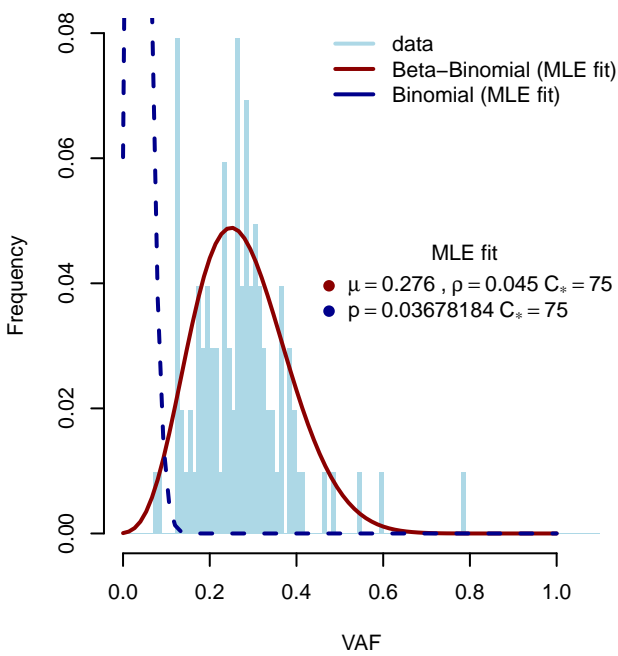 data
Beta−Binomial (MLE fit)
Binomial (MLE fit)
0.08
0.06
0.04
0.02
0.00
Frequency
MLE fit
μ = 0.276 , ρ = 0.045 C* = 75
p = 0.03678184 C* = 75
0.0 0.2 0.4 0.6 0.8 1.0
VAF